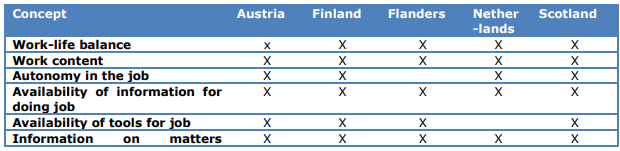 Concept Austria Finland Flanders Nether Scotland
-lands
Work-life balance x X X X X
Work content X X X X X
Autonomy in the job X X X X
Availability of information for X X X X X
doing job
Availability of tools for job X X X X
Information on matters X X X X X